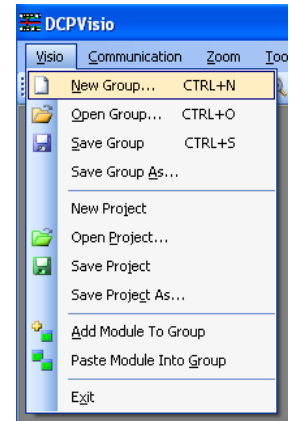 DCPVisio
Visio Communication Zoom Too
New Group... CTRL+N
Open Group... CTRL+O
Save Group CTRL+S
Save Group As...
New Project
Open Project...
Save Project
Save Project As...
Add Module To Group
Paste Module Into Group
Exit